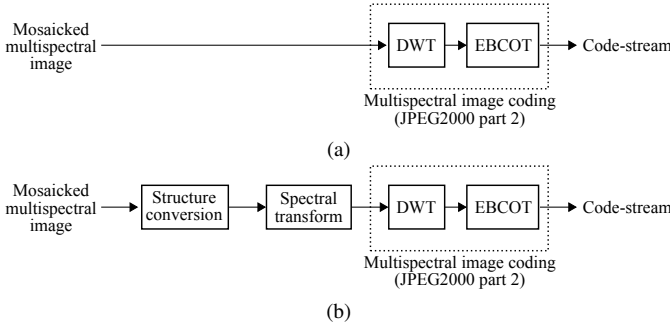 Mosaicked
multispectral
image
DWT
EBCOT
Code-stream
Multispectral image coding
(JPEG2000 part 2)
(a)
Mosaicked
multispectral
image
Structure
conversion
Spectral
transform
DWT
EBCOT
Code-stream
Multispectral image coding
(JPEG2000 part 2)
(b)